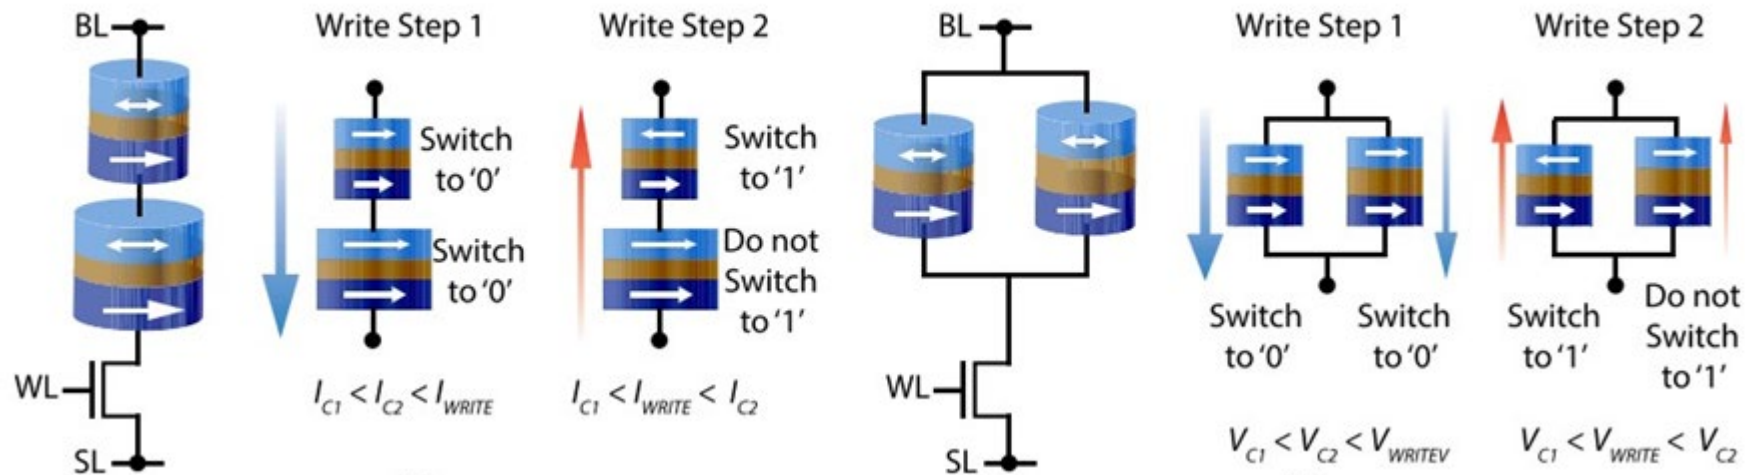 BL
WL
SL
Write Step 1
Switch
to ‘0’
Switch
to ‘0’
I_C1 < I_C2 < I_WRITE
Write Step 2
Switch
to ‘1’
Do not
Switch
to ‘1’
I_C1 < I_WRITE < I_C2
BL
WL
SL
Write Step 1
Switch
to ‘0’
Switch
to ‘0’
V_C1 < V_C2 < V_WRITEV
Write Step 2
Switch
to ‘1’
Do not
Switch
to ‘1’
V_C1 < V_WRITE < V_C2